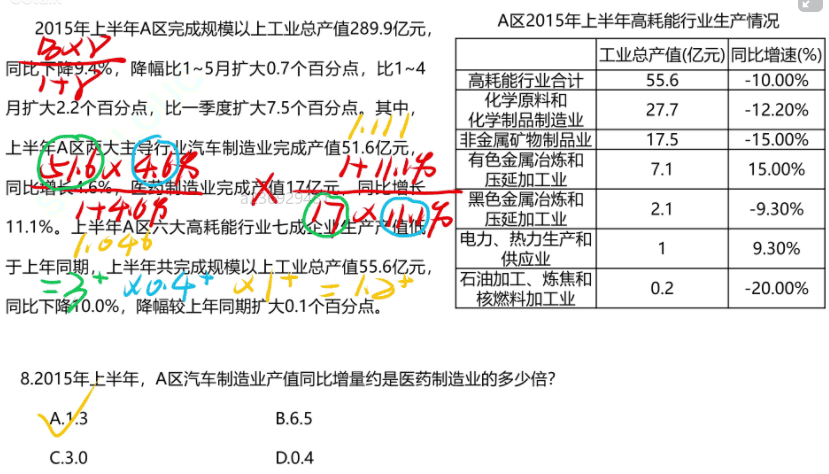 2015年上半年A区完成规模以上工业总产值289.9亿元，
同比下降9.4%，降幅比1~5月扩大0.7个百分点，比1~4
月扩大2.2个百分点，比一季度扩大7.5个百分点。其中，
上半年A区两大主导行业汽车制造业完成产值51.6亿元，
同比增长4.6%，医药制造业完成产值17亿元，同比增长
11.1%。上半年A区六大高耗能行业七成企业生产产值低
于上年同期，上半年共完成规模以上工业总产值55.6亿元，
同比下降10.0%，降幅较上年同期扩大0.1个百分点。
B×r
1+r
1.111
51.6×4.6%
1+4.6%
×
1+11.1%
17×11.1%
1.046
=3⁺ ×0.4⁺ ×1⁺ =1.2⁺
A区2015年上半年高耗能行业生产情况
工业总产值(亿元) 同比增速(%)
高耗能行业合计 55.6 -10.00%
化学原料和
化学制品制造业 27.7 -12.20%
非金属矿物制品业 17.5 -15.00%
有色金属冶炼和
压延加工业 7.1 15.00%
黑色金属冶炼和
压延加工业 2.1 -9.30%
电力、热力生产和
供应业 1 9.30%
石油加工、炼焦和
核燃料加工业 0.2 -20.00%
8.2015年上半年，A区汽车制造业产值同比增量约是医药制造业的多少倍？
A.1.3 B.6.5
C.3.0 D.0.4